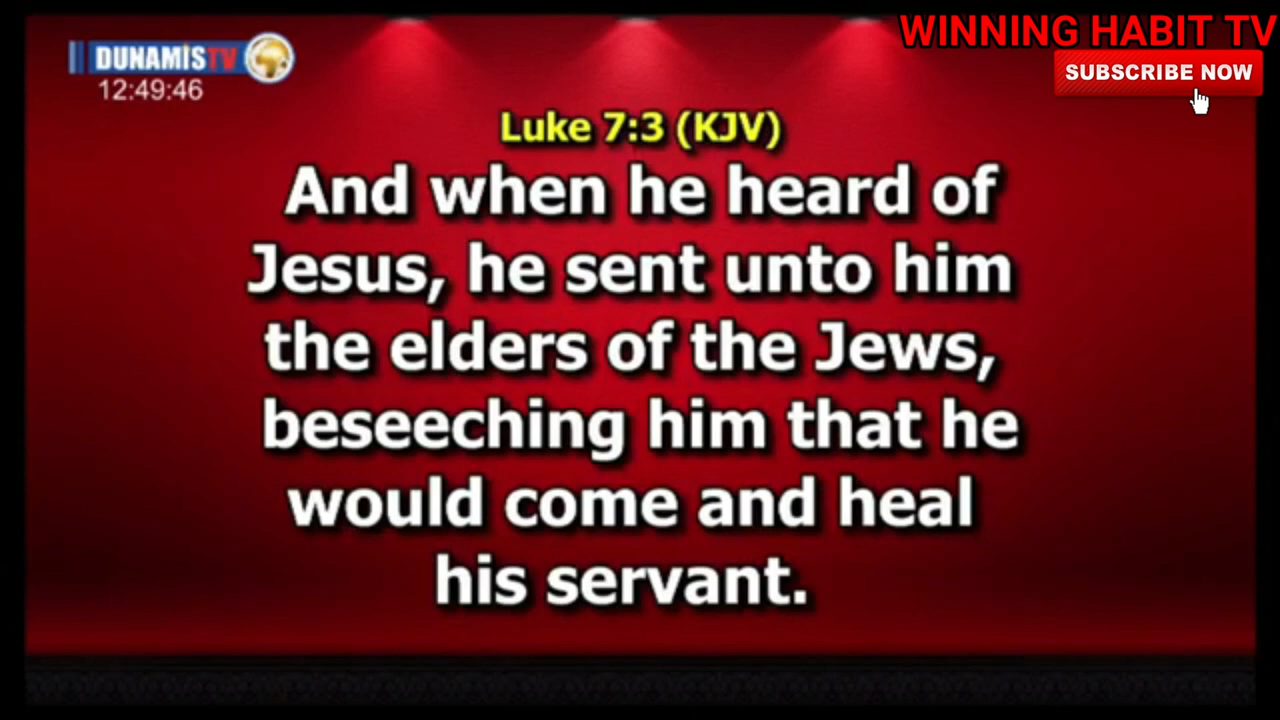 DUNAMIS TV
12:49:46
WINNING HABIT TV
SUBSCRIBE NOW
Luke 7:3 (KJV)
And when he heard of
Jesus, he sent unto him
the elders of the Jews,
beseeching him that he
would come and heal
his servant.